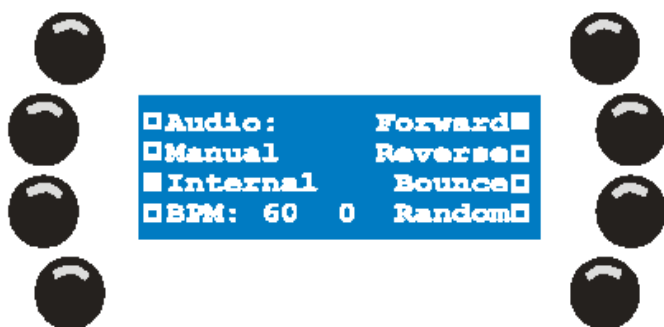 Audio: Forward
Manual Reverse
Internal Bounce
BPM: 60 0 Random